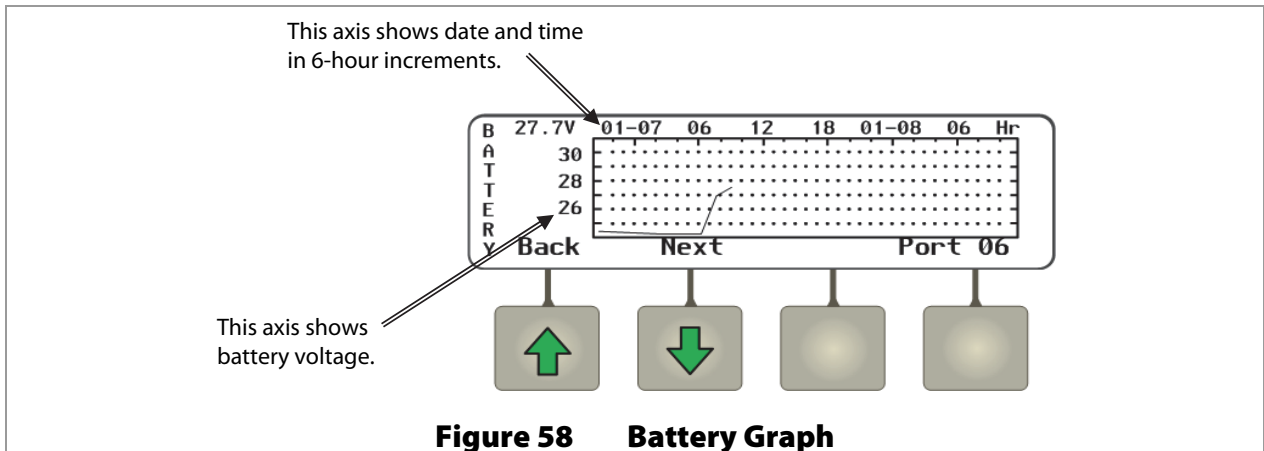 This axis shows date and time
in 6-hour increments.
BATTERY
27.7V 01-07 06 12 18 01-08 06 Hr
30
28
26
Back Next Port 06
This axis shows
battery voltage.
Figure 58 Battery Graph